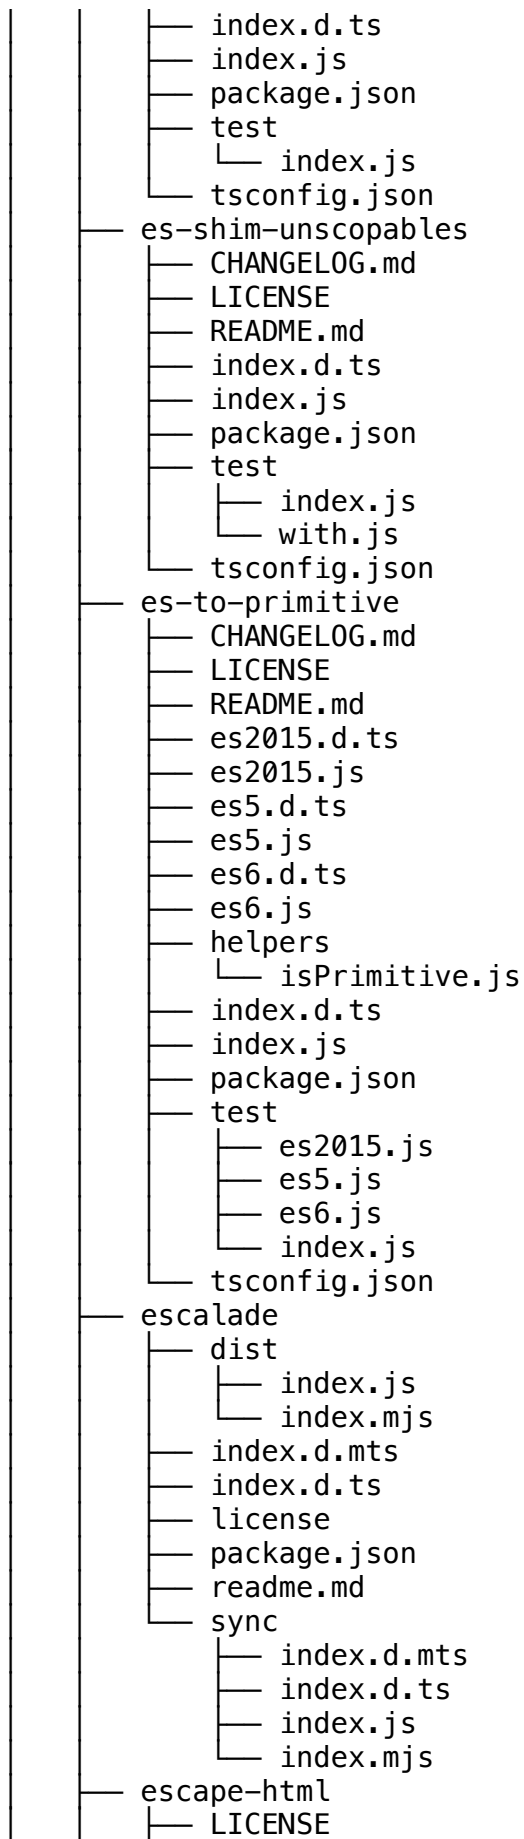 │   │   ├── index.d.ts
│   │   ├── index.js
│   │   ├── package.json
│   │   ├── test
│   │   │   └── index.js
│   │   └── tsconfig.json
│   ├── es-shim-unscopables
│   │   ├── CHANGELOG.md
│   │   ├── LICENSE
│   │   ├── README.md
│   │   ├── index.d.ts
│   │   ├── index.js
│   │   ├── package.json
│   │   ├── test
│   │   │   ├── index.js
│   │   │   └── with.js
│   │   └── tsconfig.json
│   ├── es-to-primitive
│   │   ├── CHANGELOG.md
│   │   ├── LICENSE
│   │   ├── README.md
│   │   ├── es2015.d.ts
│   │   ├── es2015.js
│   │   ├── es5.d.ts
│   │   ├── es5.js
│   │   ├── es6.d.ts
│   │   ├── es6.js
│   │   ├── helpers
│   │   │   └── isPrimitive.js
│   │   ├── index.d.ts
│   │   ├── index.js
│   │   ├── package.json
│   │   ├── test
│   │   │   ├── es2015.js
│   │   │   ├── es5.js
│   │   │   ├── es6.js
│   │   │   └── index.js
│   │   └── tsconfig.json
│   ├── escalade
│   │   ├── dist
│   │   │   ├── index.js
│   │   │   └── index.mjs
│   │   ├── index.d.mts
│   │   ├── index.d.ts
│   │   ├── license
│   │   ├── package.json
│   │   ├── readme.md
│   │   └── sync
│   │       ├── index.d.mts
│   │       ├── index.d.ts
│   │       ├── index.js
│   │       └── index.mjs
│   ├── escape-html
│   │   ├── LICENSE